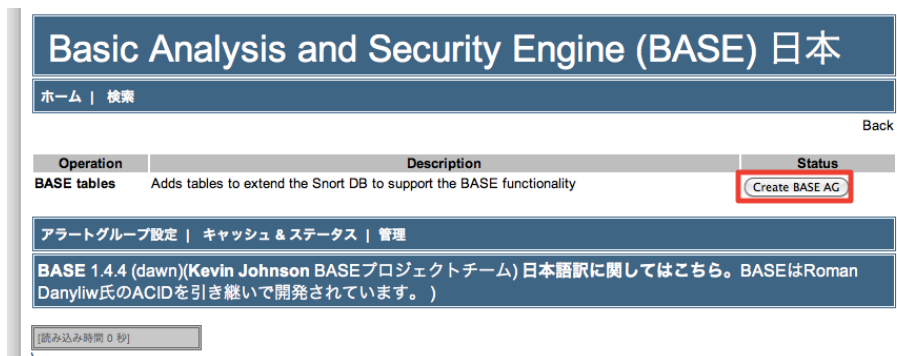 Basic Analysis and Security Engine (BASE) 日本
ホーム | 検索
Back
Operation Description Status
BASE tables Adds tables to extend the Snort DB to support the BASE functionality Create BASE AG
アラートグループ設定 | キャッシュ & ステータス | 管理
BASE 1.4.4 (dawn)(Kevin Johnson BASEプロジェクトチーム) 日本語訳に関してはこちら。BASEはRoman
Danyliw氏のACIDを引き継いで開発されています。 )
[読み込み時間 0 秒]